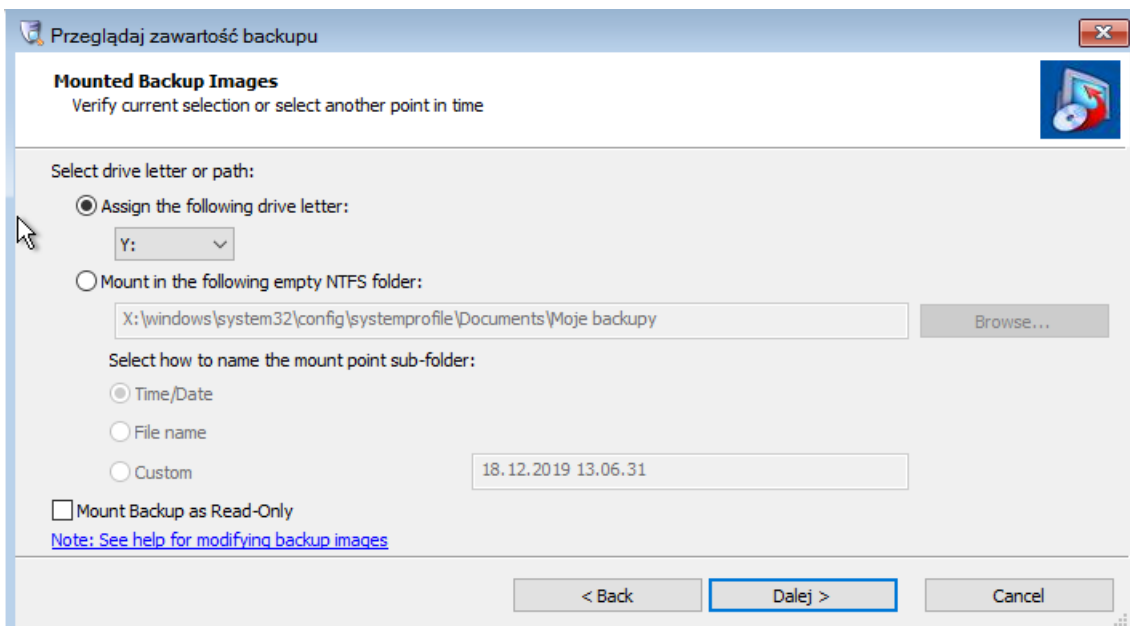 Przeglądaj zawartość backupu
Mounted Backup Images
Verify current selection or select another point in time
Select drive letter or path:
Assign the following drive letter:
Y:
Mount in the following empty NTFS folder:
X:\windows\system32\config\systemprofile\Documents\Moje backupy
Browse...
Select how to name the mount point sub-folder:
Time/Date
File name
Custom
18.12.2019 13.06.31
Mount Backup as Read-Only
Note: See help for modifying backup images
< Back
Dalej >
Cancel